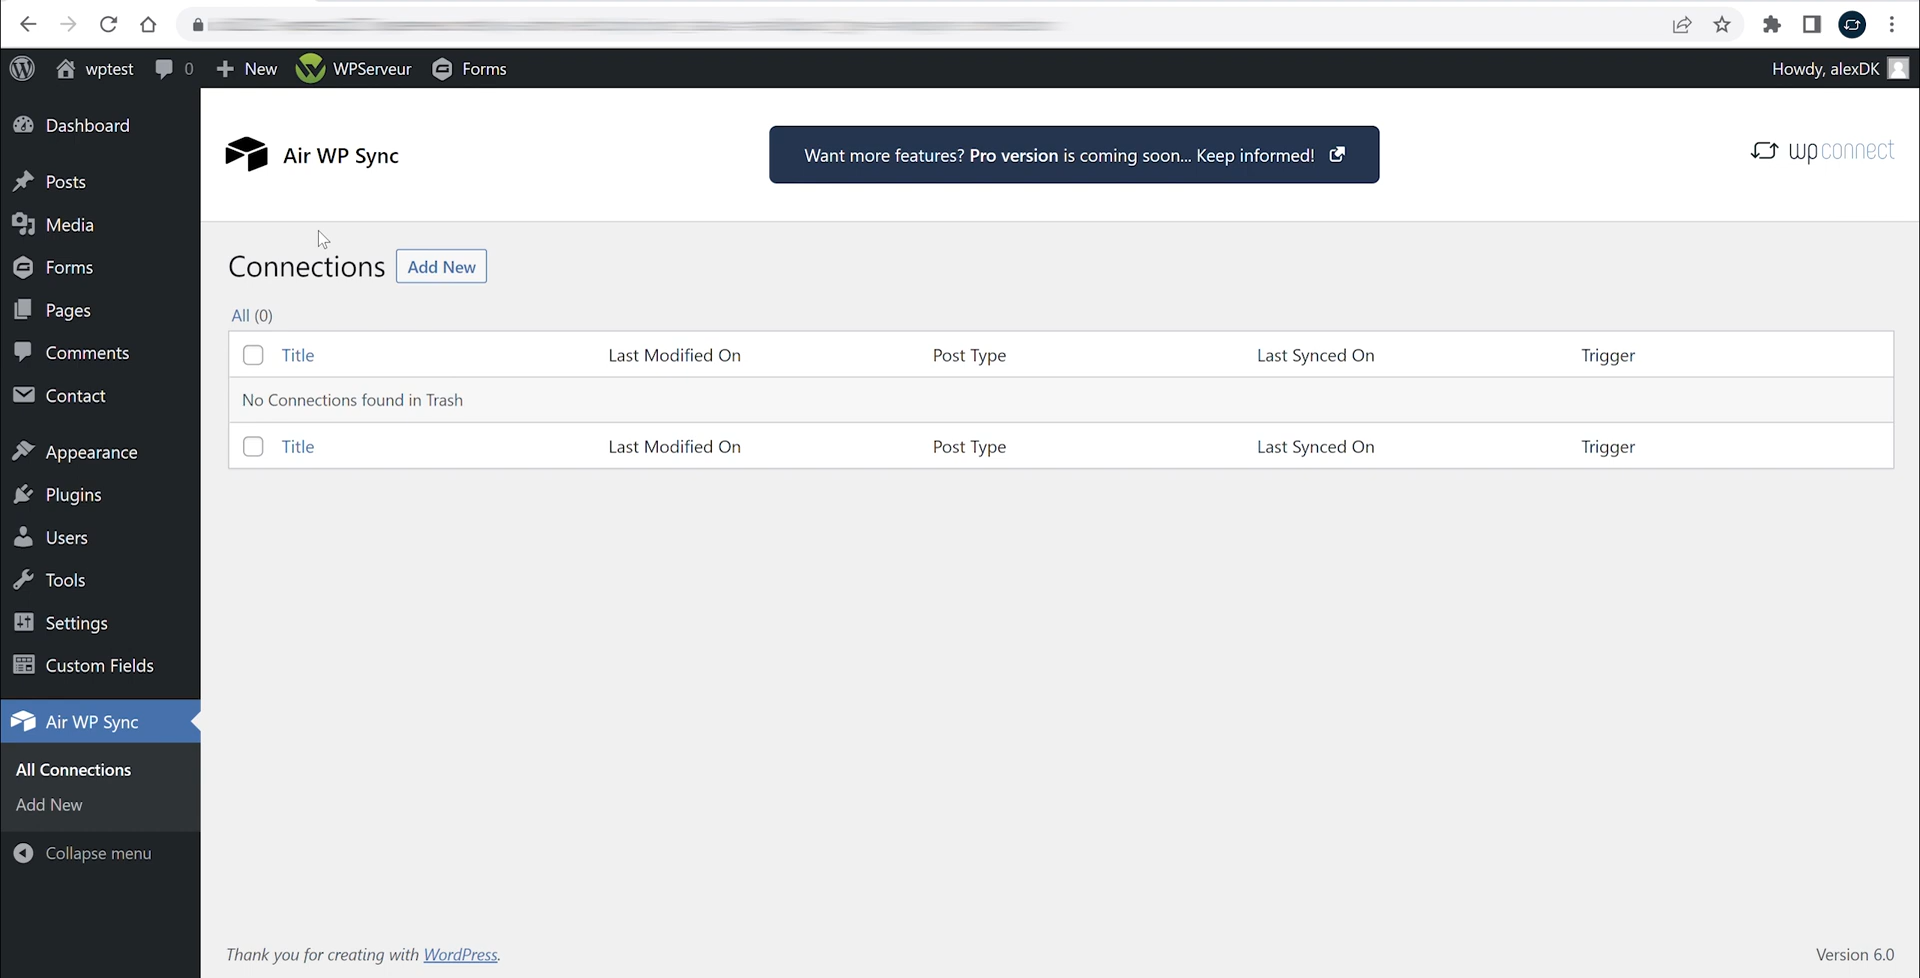 wptest
0
New
WPServeur
Forms
Howdy, alexDK
Dashboard
Posts
Media
Forms
Pages
Comments
Contact
Appearance
Plugins
Users
Tools
Settings
Custom Fields
Air WP Sync
All Connections
Add New
Collapse menu
Air WP Sync
Want more features? Pro version is coming soon... Keep informed!
wpconnect
Connections
Add New
All (0)
Title Last Modified On Post Type Last Synced On Trigger
No Connections found in Trash
Title Last Modified On Post Type Last Synced On Trigger
Thank you for creating with WordPress.
Version 6.0